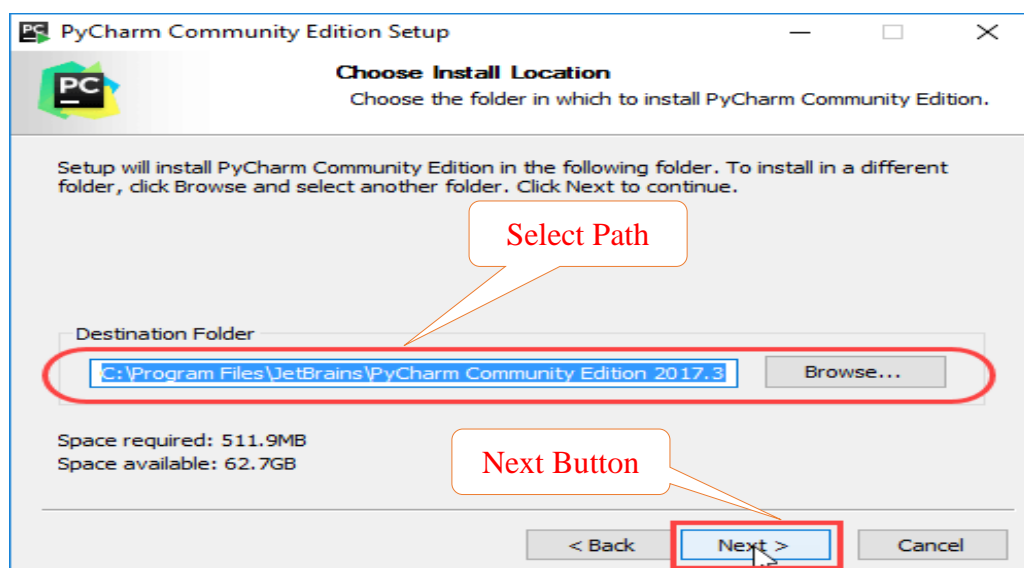 PyCharm Community Edition Setup
PC
Choose Install Location
Choose the folder in which to install PyCharm Community Edition.
Setup will install PyCharm Community Edition in the following folder. To install in a different
folder, click Browse and select another folder. Click Next to continue.
Select Path
Destination Folder
C:\Program Files\JetBrains\PyCharm Community Edition 2017.3
Browse...
Space required: 511.9MB
Space available: 62.7GB
Next Button
< Back
Next >
Cancel